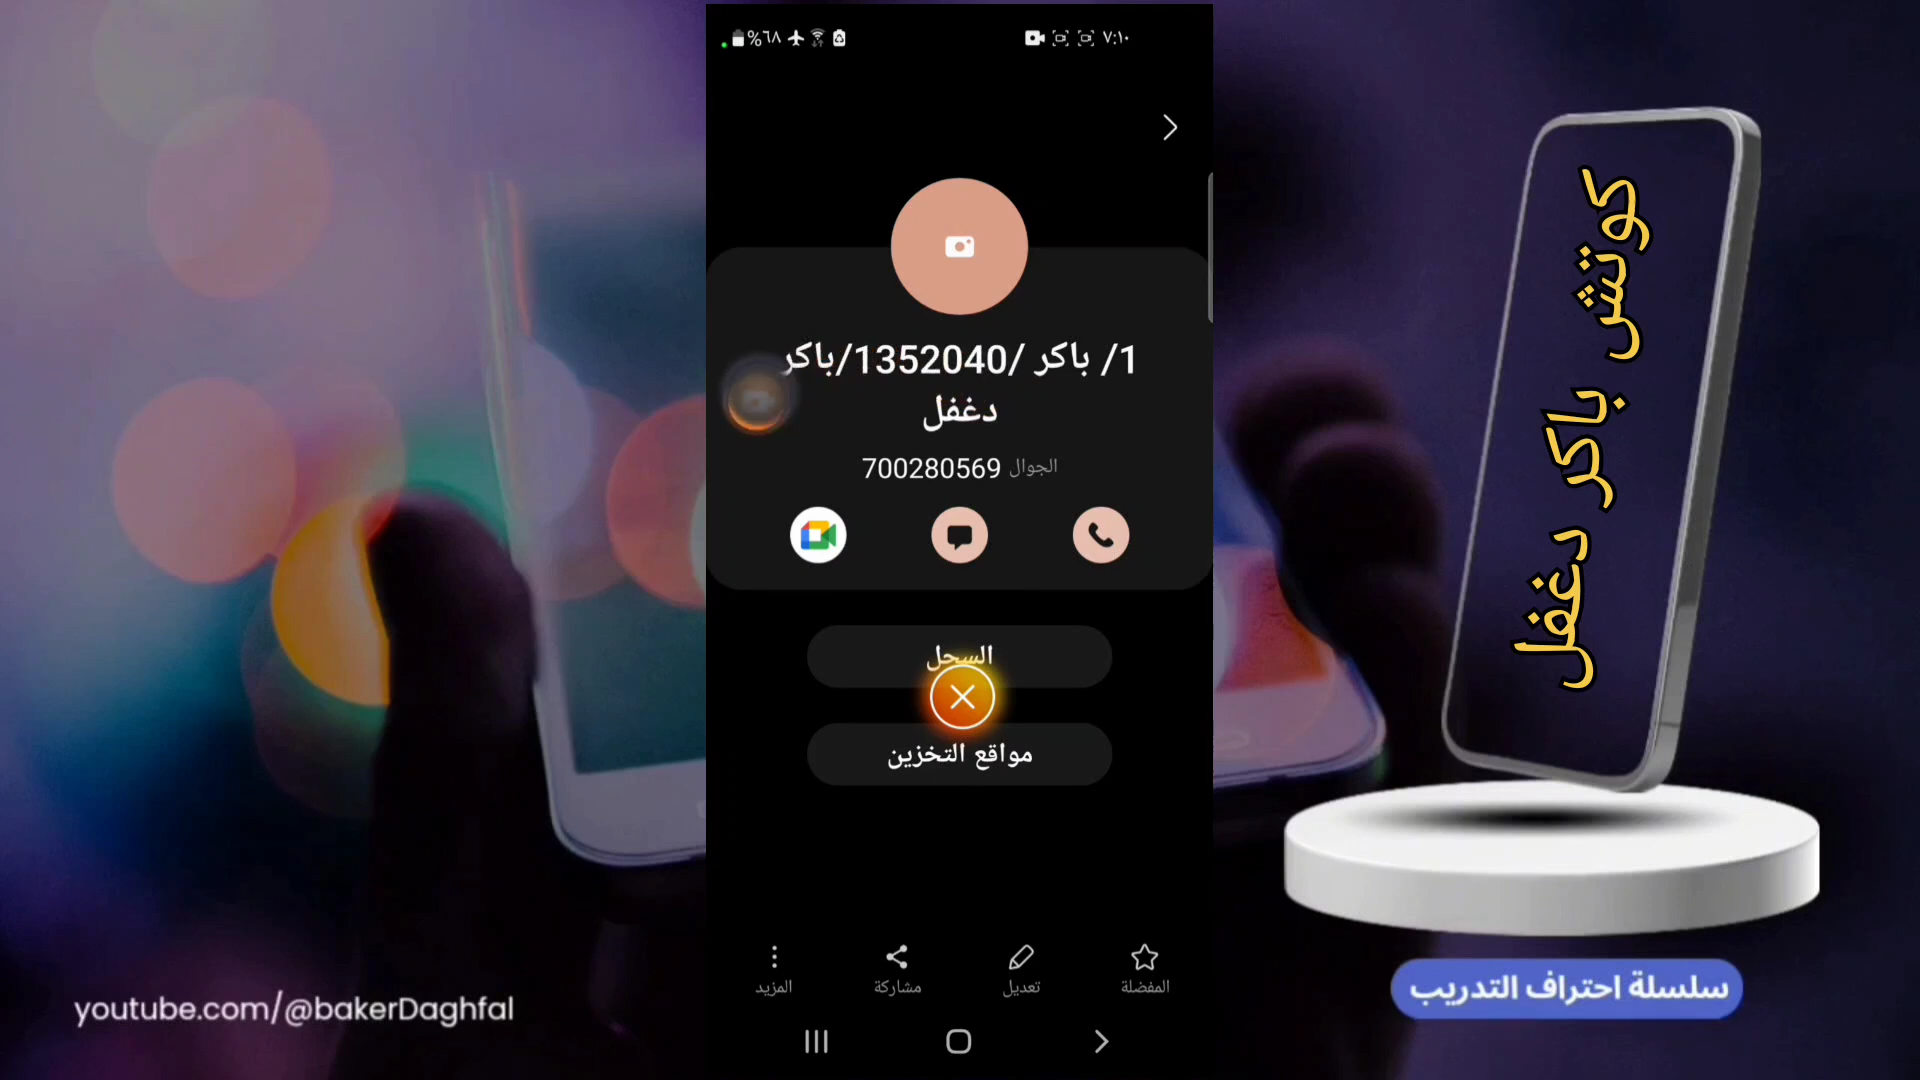 %٦٨
٧:١٠
1/ باكر /1352040/باكر
دغفل
الجوال 700280569
السجل
مواقع التخزين
المفضلة
تعديل
مشاركة
المزيد
كوتش باكر دغفل
سلسلة احتراف التدريب
youtube.com/@bakerDaghfal